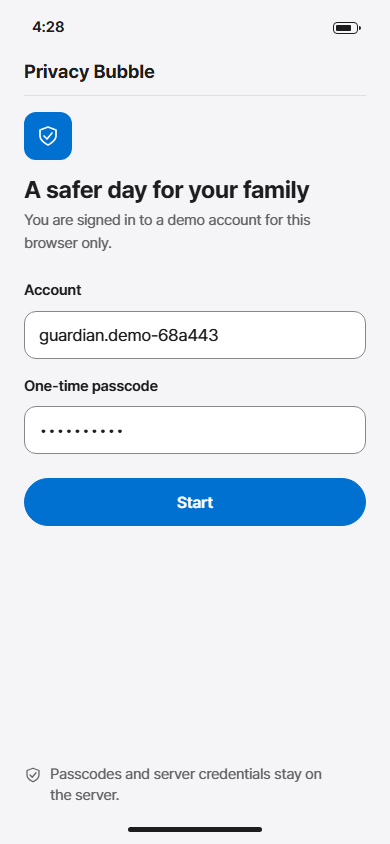 4:28
Privacy Bubble
A safer day for your family
You are signed in to a demo account for this
browser only.
Account
guardian.demo-68a443
One-time passcode
••••••••••
Start
Passcodes and server credentials stay on
the server.